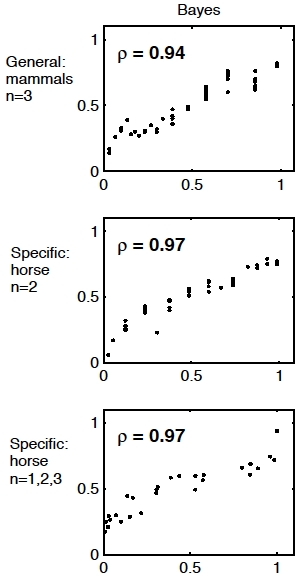 Bayes
General:
mammals
n=3
ρ = 0.94
1
0.5
0
0 0.5 1
Specific:
horse
n=2
ρ = 0.97
1
0.5
0
0 0.5 1
Specific:
horse
n=1,2,3
ρ = 0.97
1
0.5
0
0 0.5 1